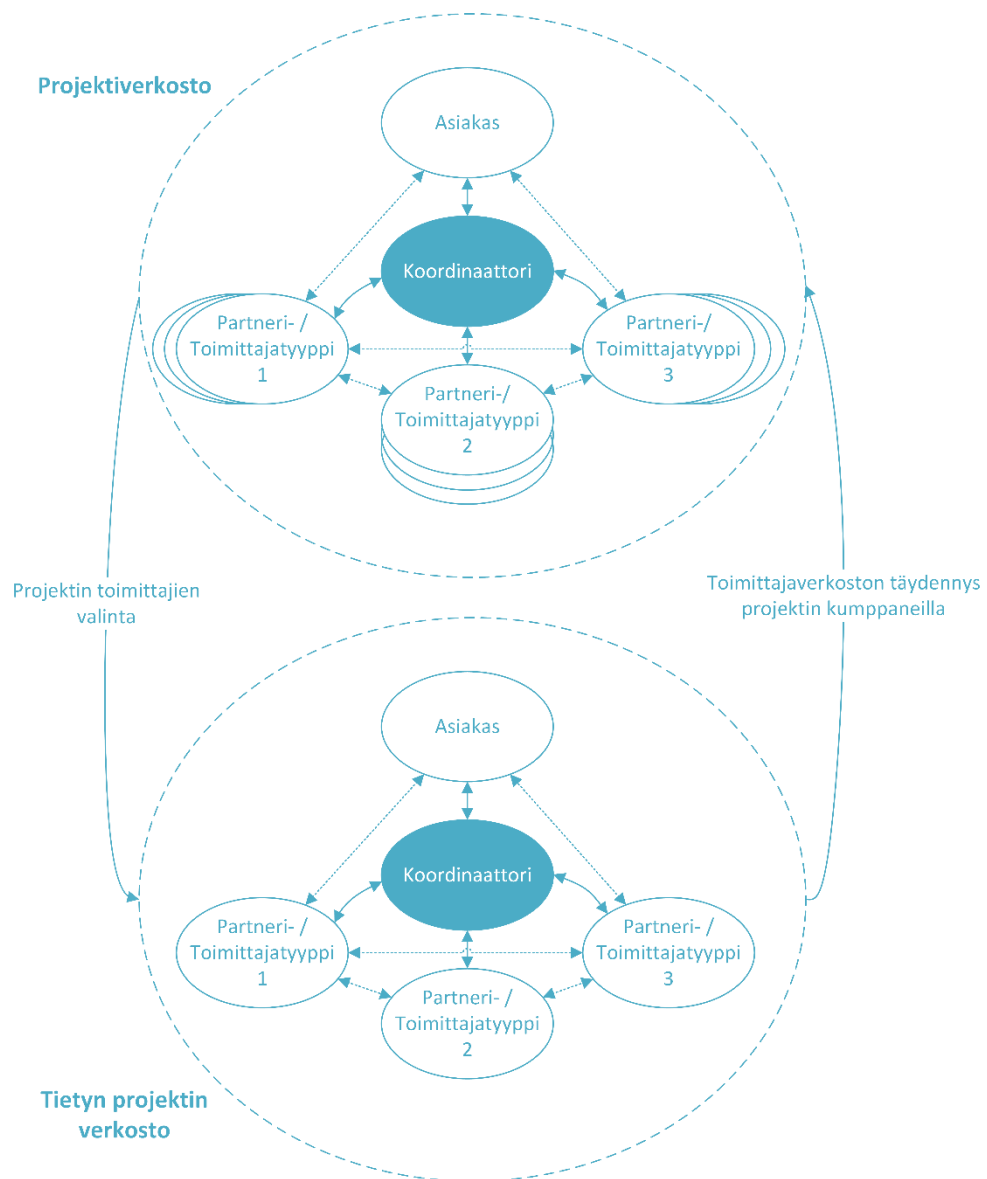 Projektiverkosto
Asiakas
Koordinaattori
Partneri- /
Toimittajatyyppi
1
Partneri-/
Toimittajatyyppi
3
Partneri-/
Toimittajatyyppi
2
Projektin toimittajien
valinta
Toimittajaverkoston täydennys
projektin kumppaneilla
Asiakas
Koordinaattori
Partneri- /
Toimittajatyyppi
1
Partneri- /
Toimittajatyyppi
3
Partneri- /
Toimittajatyyppi
2
Tietyn projektin
verkosto